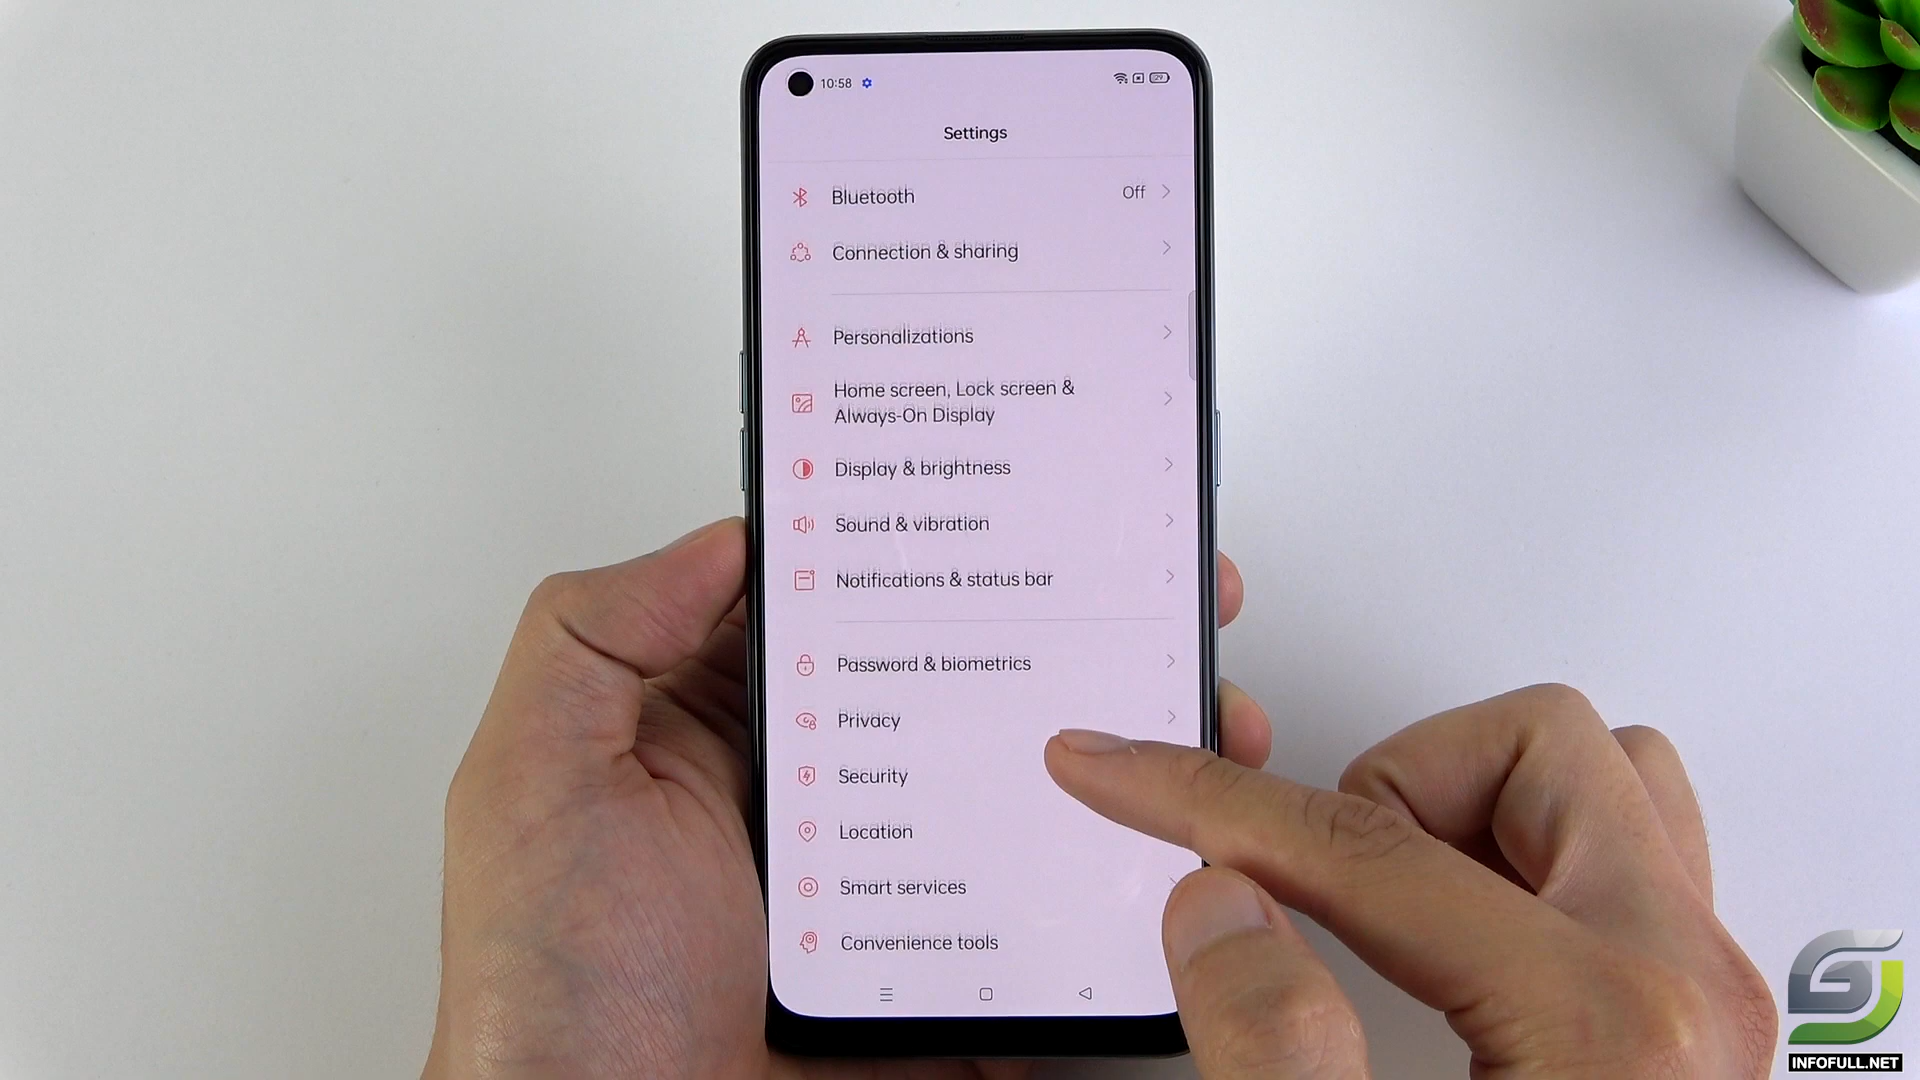 10:58
29
Settings
Bluetooth
Off
Connection & sharing
Personalizations
Home screen, Lock screen &
Always-On Display
Display & brightness
Sound & vibration
Notifications & status bar
Password & biometrics
Privacy
Security
Location
Smart services
Convenience tools
INFOFULL.NET